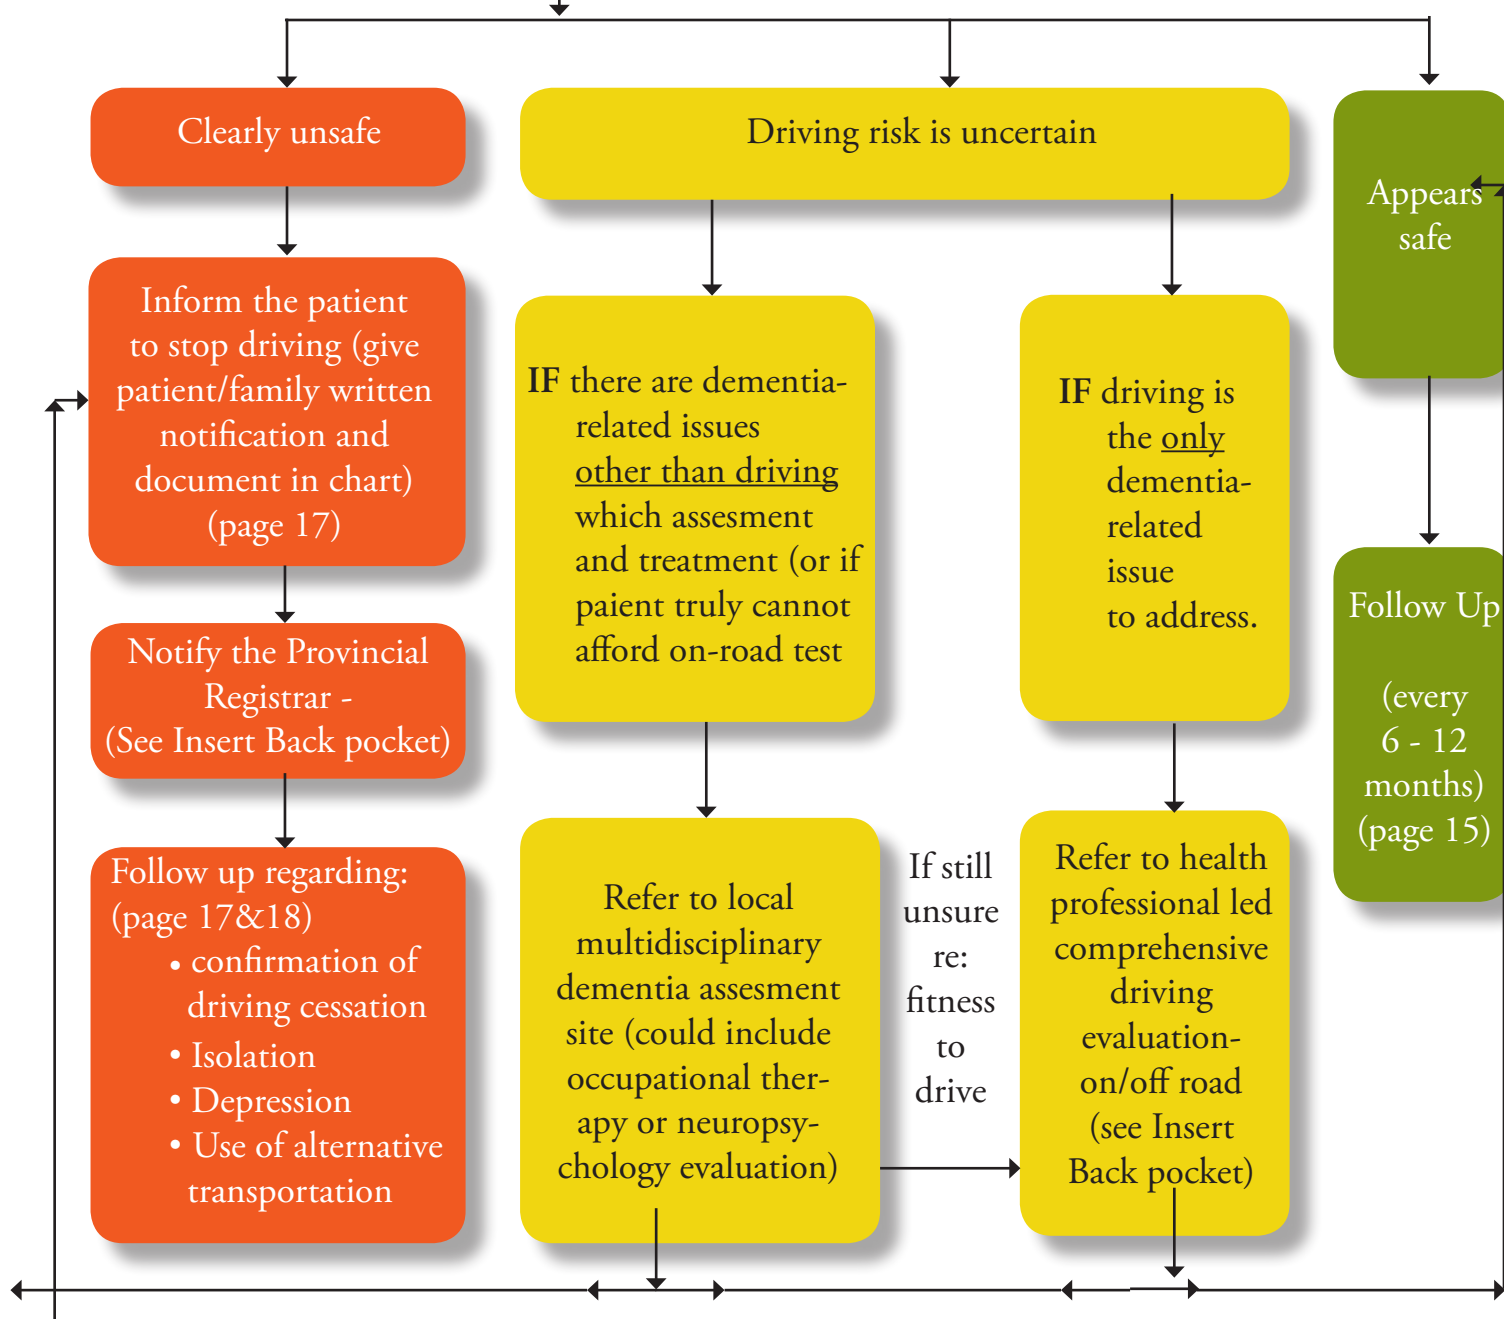 Clearly unsafe
Driving risk is uncertain
Appears
safe
Inform the patient
to stop driving (give
patient/family written
notification and
document in chart)
(page 17)
IF there are dementia-
related issues
other than driving
which assesment
and treatment (or if
paient truly cannot
afford on-road test
IF driving is
the only
dementia-
related
issue
to address.
Follow Up
(every
6 - 12
months)
(page 15)
Notify the Provincial
Registrar -
(See Insert Back pocket)
Follow up regarding:
(page 17&18)
• confirmation of
driving cessation
• Isolation
• Depression
• Use of alternative
transportation
Refer to local
multidisciplinary
dementia assesment
site (could include
occupational ther-
apy or neuropsy-
chology evaluation)
If still
unsure
re:
fitness
to
drive
Refer to health
professional led
comprehensive
driving
evaluation-
on/off road
(see Insert
Back pocket)